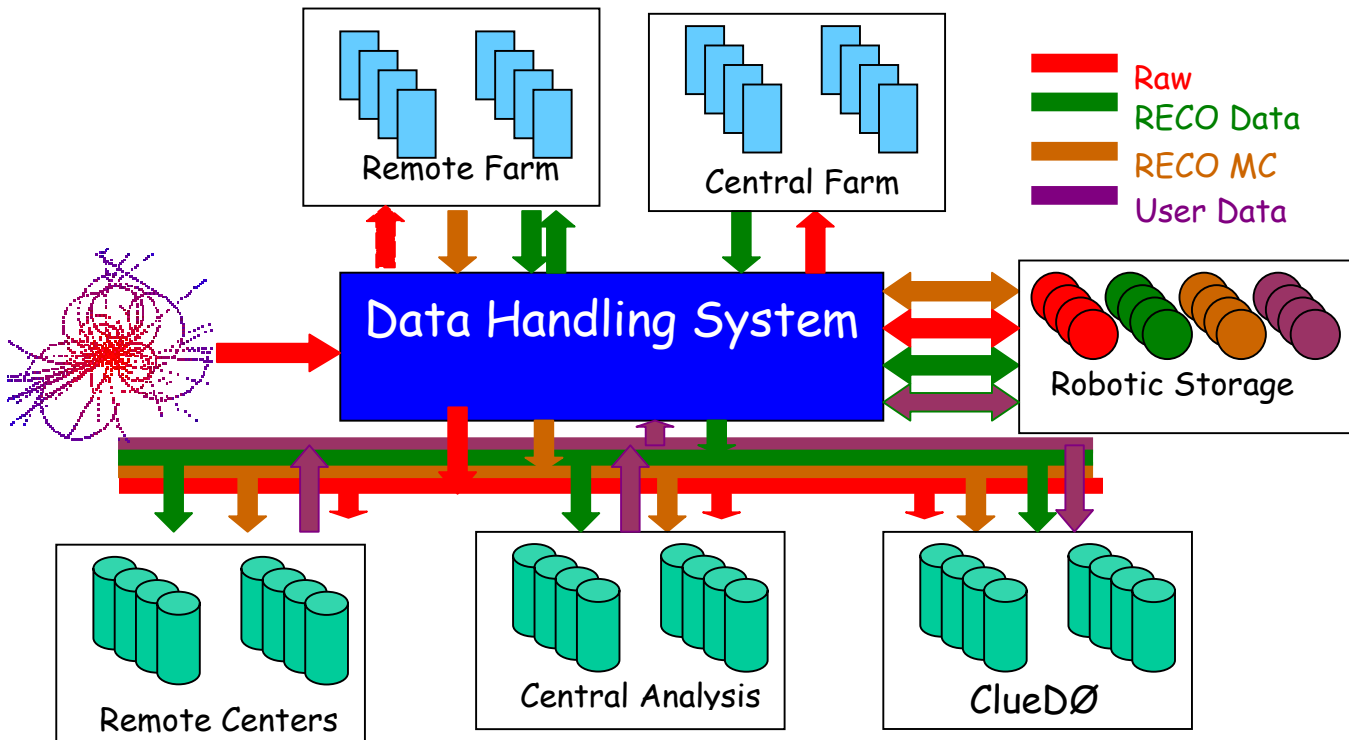 Remote Farm
Central Farm
Raw
RECO Data
RECO MC
User Data
Data Handling System
Robotic Storage
Remote Centers
Central Analysis
ClueDØ